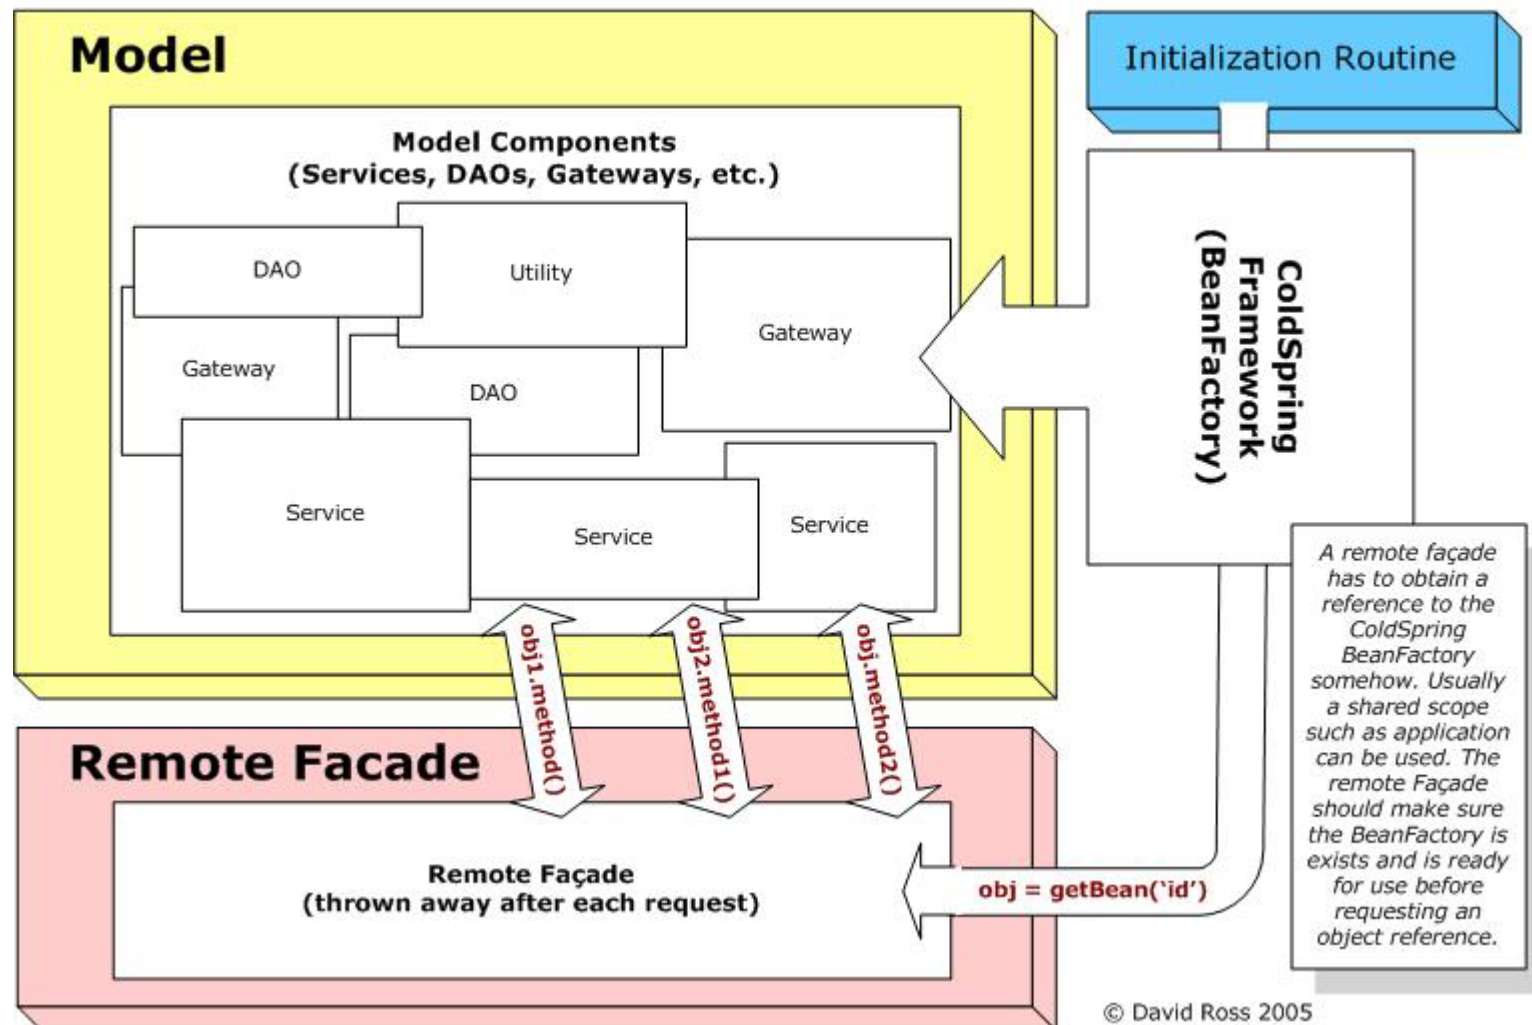 Model
Initialization Routine
Model Components
(Services, DAOs, Gateways, etc.)
DAO
Utility
Gateway
Gateway
DAO
Service
Service
Service
ColdSpring
Framework
(BeanFactory)
A remote façade
has to obtain a
reference to the
ColdSpring
BeanFactory
somehow. Usually
a shared scope
such as application
can be used. The
remote Façade
should make sure
the BeanFactory is
exists and is ready
for use before
requesting an
object reference.
obj1.method()
obj2.method1()
obj.method2()
Remote Facade
Remote Façade
(thrown away after each request)
obj = getBean(‘id’)
© David Ross 2005